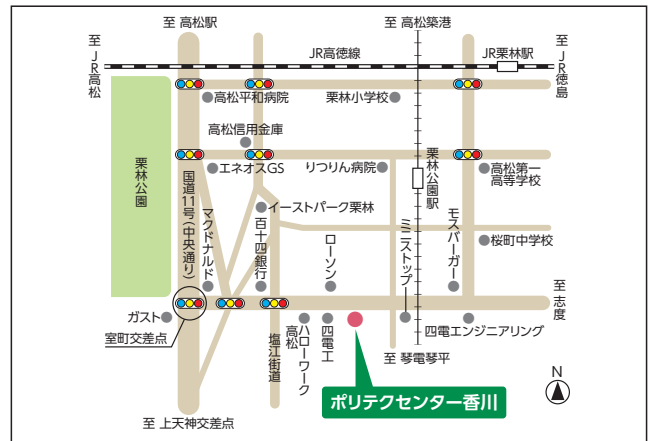 至 高松駅
至 高松築港
至JR高松
JR高徳線
JR栗林駅
至JR徳島
高松平和病院
栗林小学校
高松信用金庫
エネオスGS
りつりん病院
栗林公園駅
高松第一
高等学校
栗林公園
国道11号(中央通り)
マクドナルド
イーストパーク栗林
百十四銀行
ローソン
ミニストップ
モスバーガー
桜町中学校
至 志度
ガスト
室町交差点
塩江街道
ハローワーク
高松
四電工
四電エンジニアリング
至 琴電琴平
ポリテクセンター香川
N
至 上天神交差点